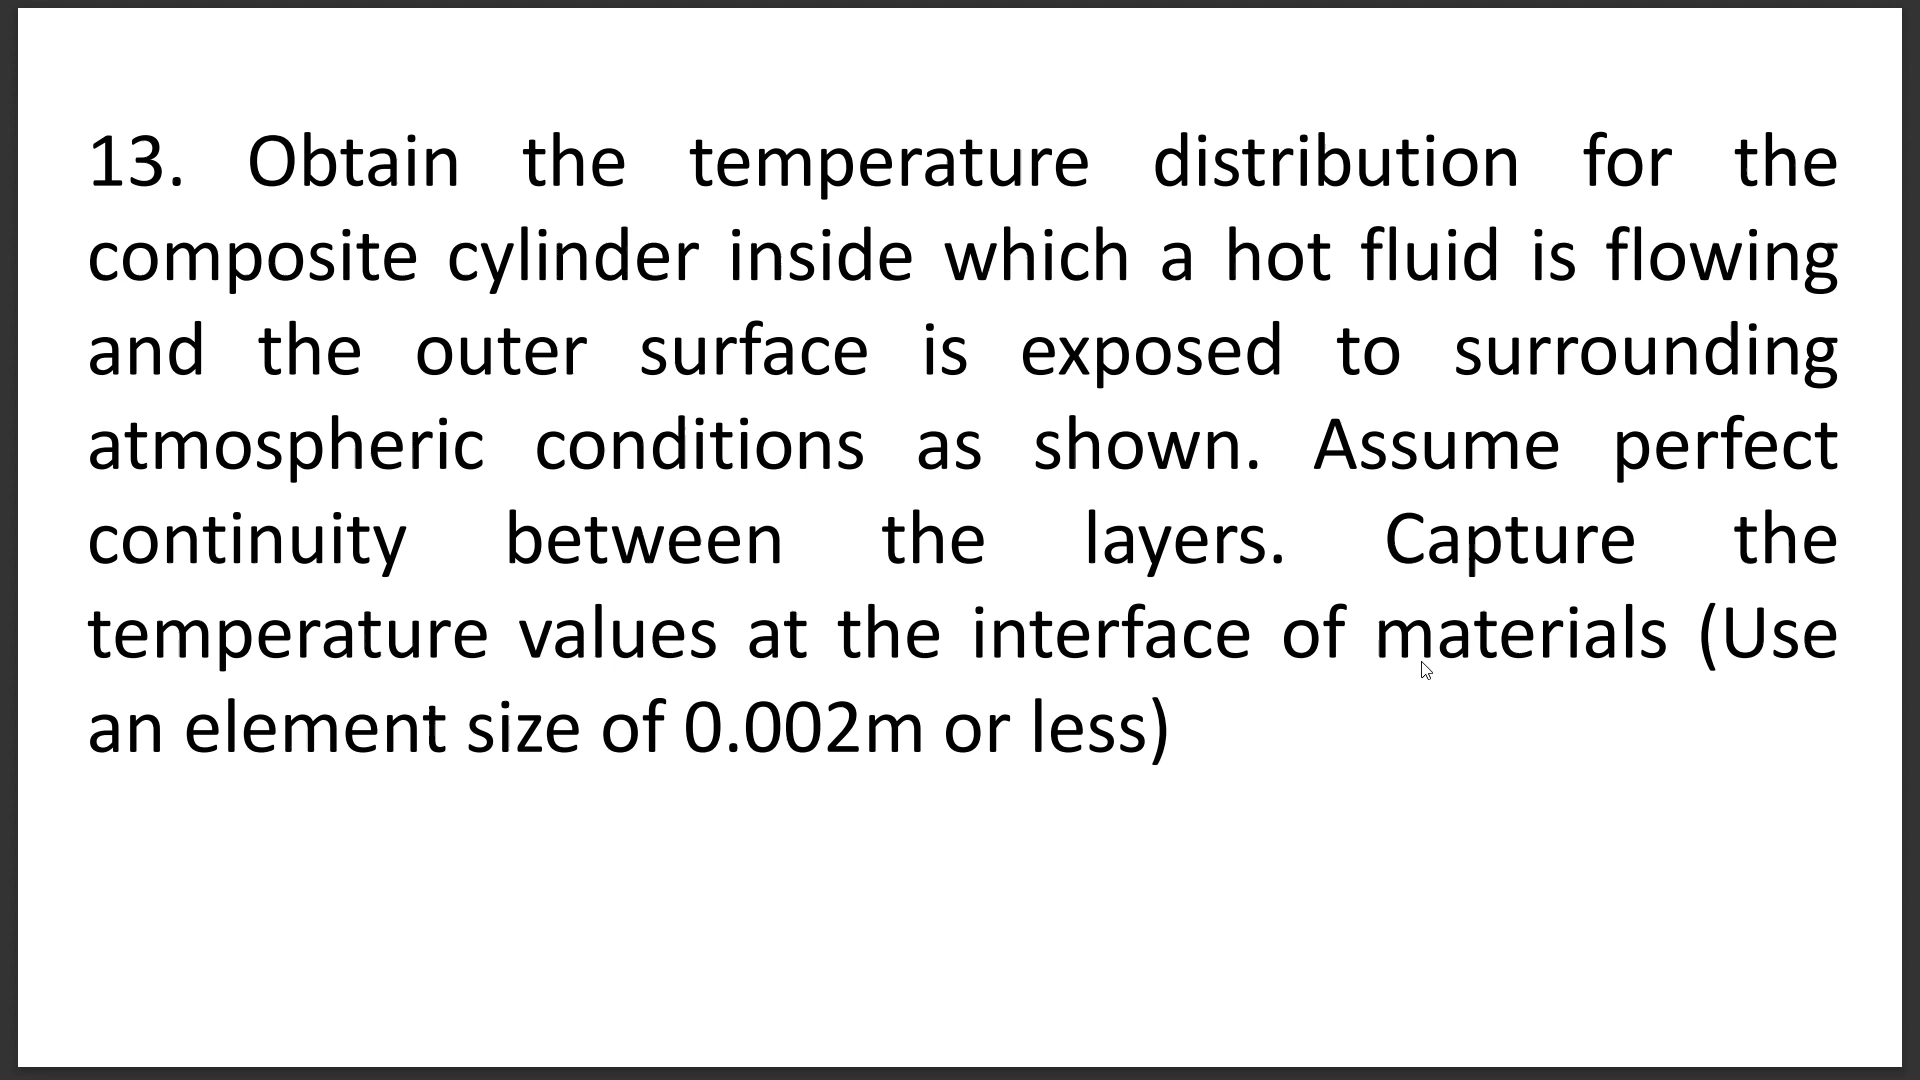 13. Obtain the temperature distribution for the
composite cylinder inside which a hot fluid is flowing
and the outer surface is exposed to surrounding
atmospheric conditions as shown. Assume perfect
continuity between the layers. Capture the
temperature values at the interface of materials (Use
an element size of 0.002m or less)